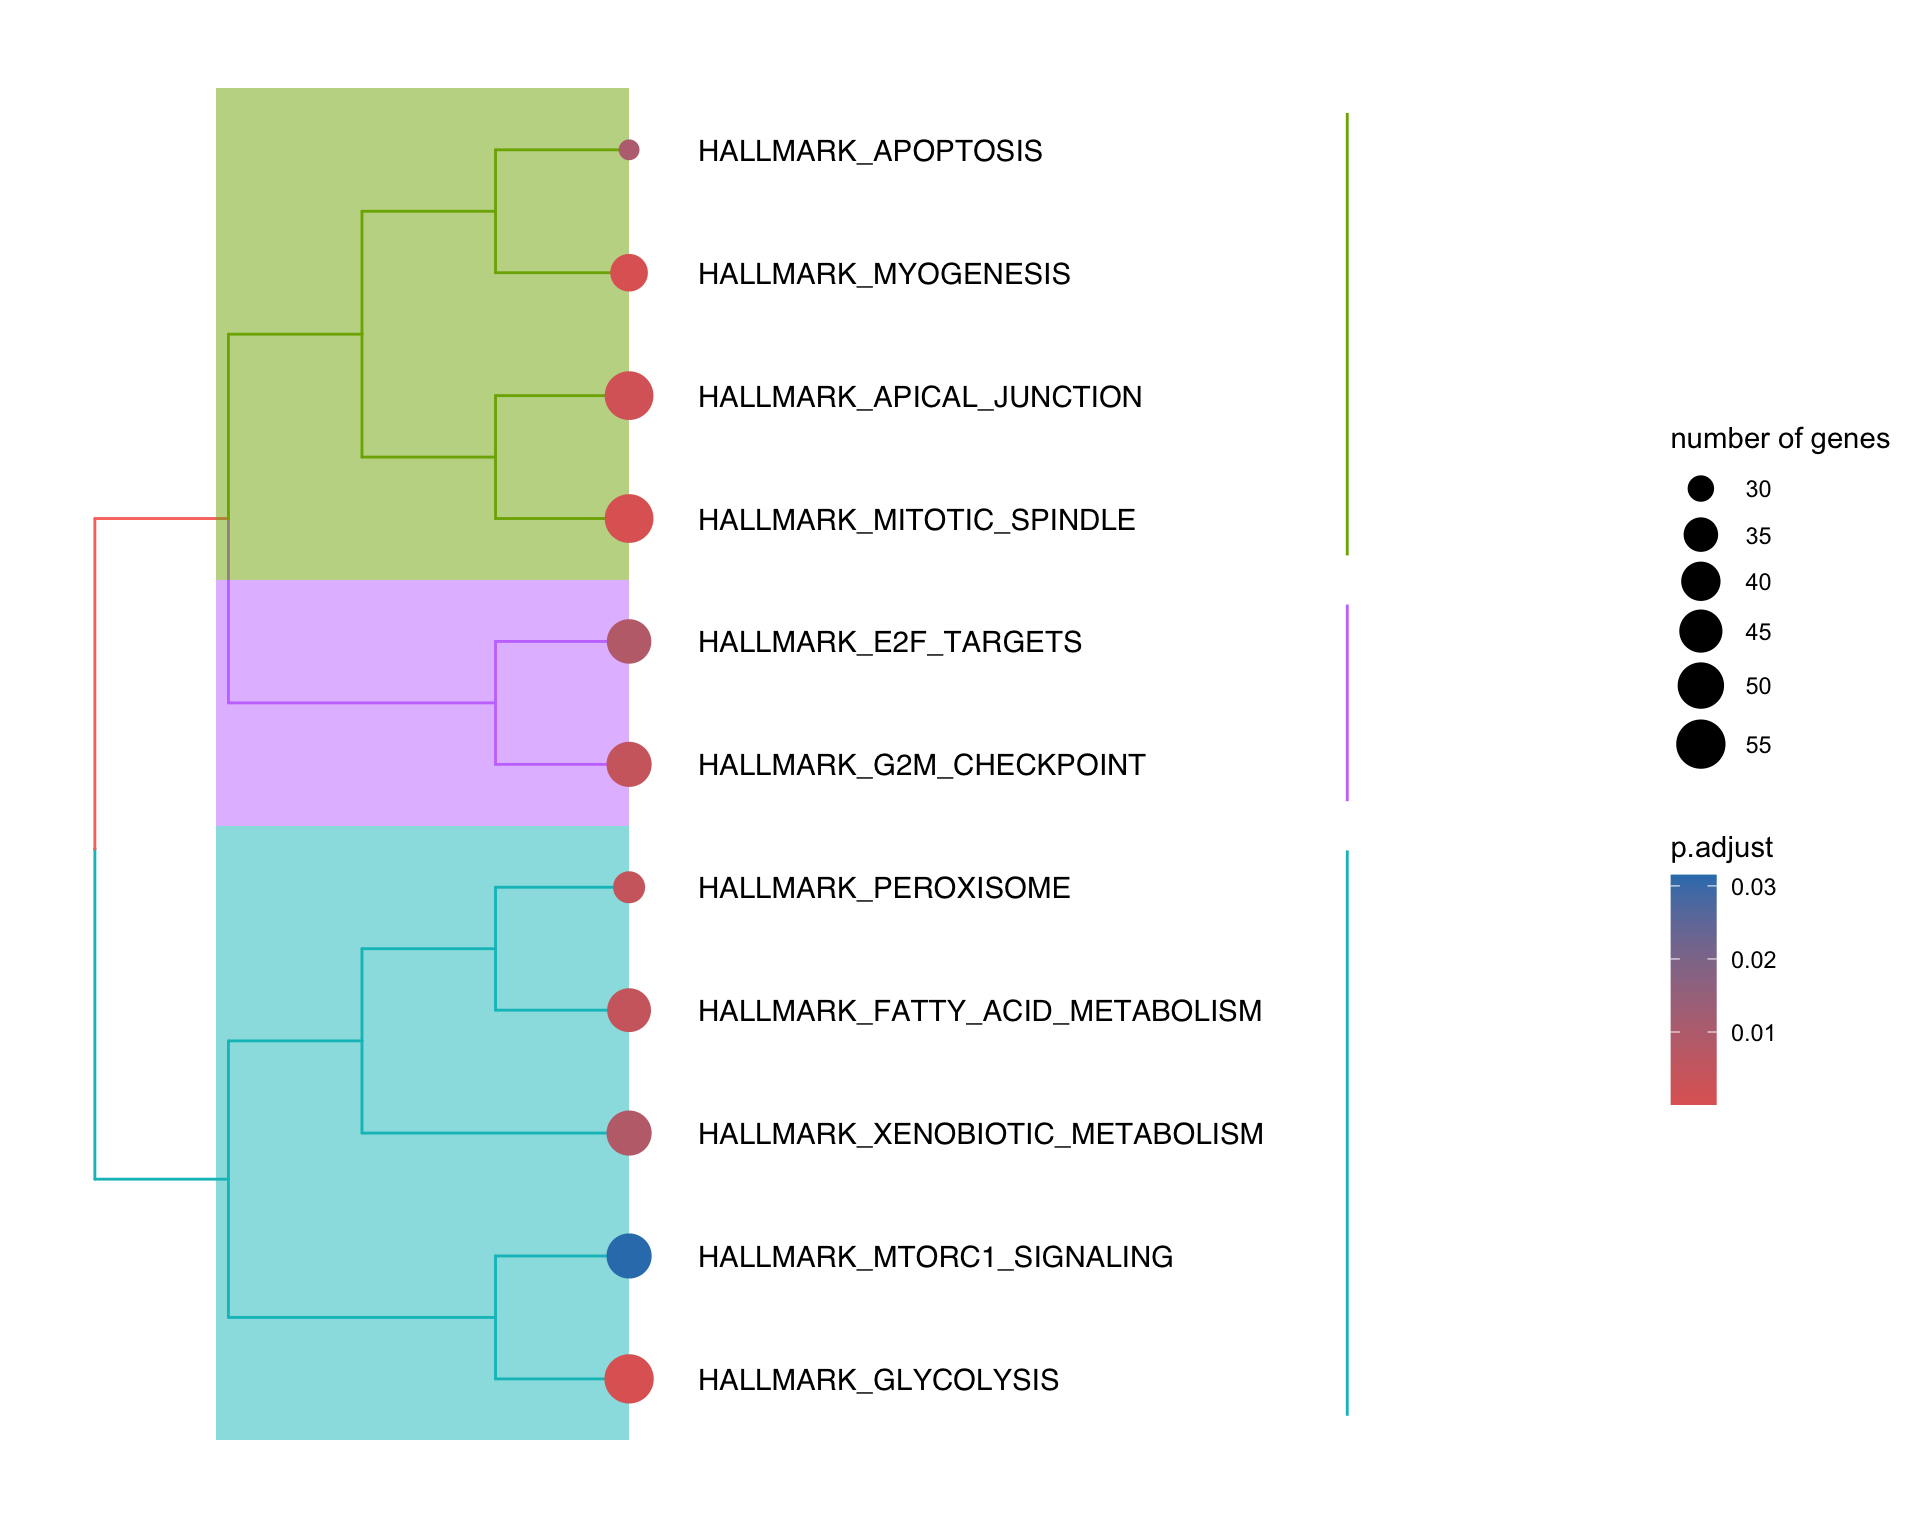 HALLMARK_APOPTOSIS
HALLMARK_MYOGENESIS
HALLMARK_APICAL_JUNCTION
HALLMARK_MITOTIC_SPINDLE
HALLMARK_E2F_TARGETS
HALLMARK_G2M_CHECKPOINT
HALLMARK_PEROXISOME
HALLMARK_FATTY_ACID_METABOLISM
HALLMARK_XENOBIOTIC_METABOLISM
HALLMARK_MTORC1_SIGNALING
HALLMARK_GLYCOLYSIS
number of genes
30
35
40
45
50
55
p.adjust
0.03
0.02
0.01